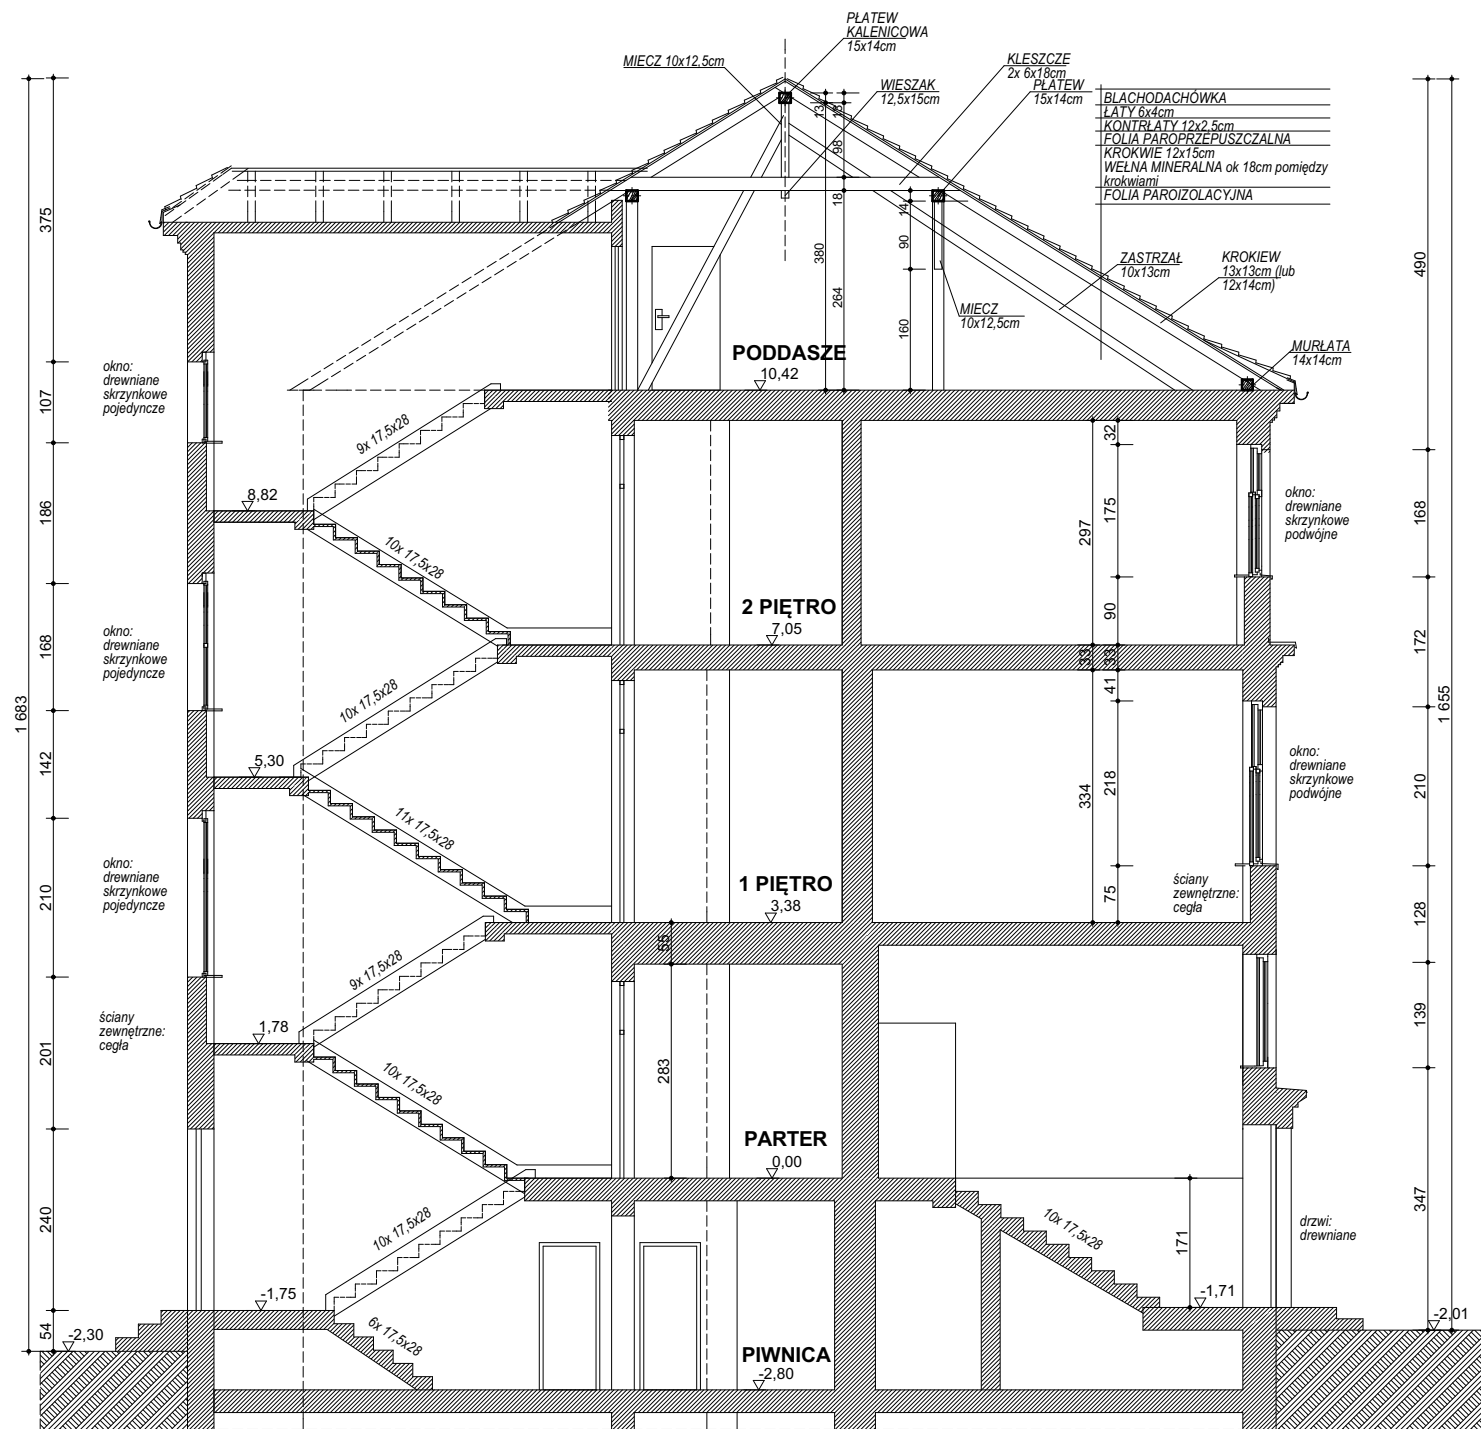 PŁATEW
KALENICOWA
15x14cm
MIECZ 10x12,5cm
WIESZAK
12,5x15cm
KLESZCZE
2x 6x18cm
PŁATEW
15x14cm
BLACHODACHÓWKA
ŁATY 6x4cm
KONTRŁATY 12x2,5cm
FOLIA PAROPRZEPUSZCZALNA
KROKWIE 12x15cm
WEŁNA MINERALNA ok 18cm pomiędzy
krokwiami
FOLIA PAROIZOLACYJNA
ZASTRZAŁ
10x13cm
KROKIEW
13x13cm (lub
12x14cm)
MIECZ
10x12,5cm
MURŁATA
14x14cm
13
98
18
380
264
14
90
160
PODDASZE
10,42
okno:
drewniane
skrzynkowe
pojedyncze
9x 17,5x28
8,82
10x 17,5x28
2 PIĘTRO
7,05
okno:
drewniane
skrzynkowe
podwójne
32
175
297
90
33
33
41
okno:
drewniane
skrzynkowe
pojedyncze
10x 17,5x28
5,30
11x 17,5x28
1 PIĘTRO
3,38
334
218
75
okno:
drewniane
skrzynkowe
podwójne
ściany
zewnętrzne:
cegła
okno:
drewniane
skrzynkowe
pojedyncze
9x 17,5x28
55
283
ściany
zewnętrzne:
cegła
1,78
10x 17,5x28
PARTER
0,00
10x 17,5x28
10x 17,5x28
171
drzwi:
drewniane
-1,75
-1,71
6x 17,5x28
PIWNICA
-2,80
-2,30
-2,01
375
107
186
168
142
210
201
240
54
1 683
490
168
172
210
128
139
347
1 655